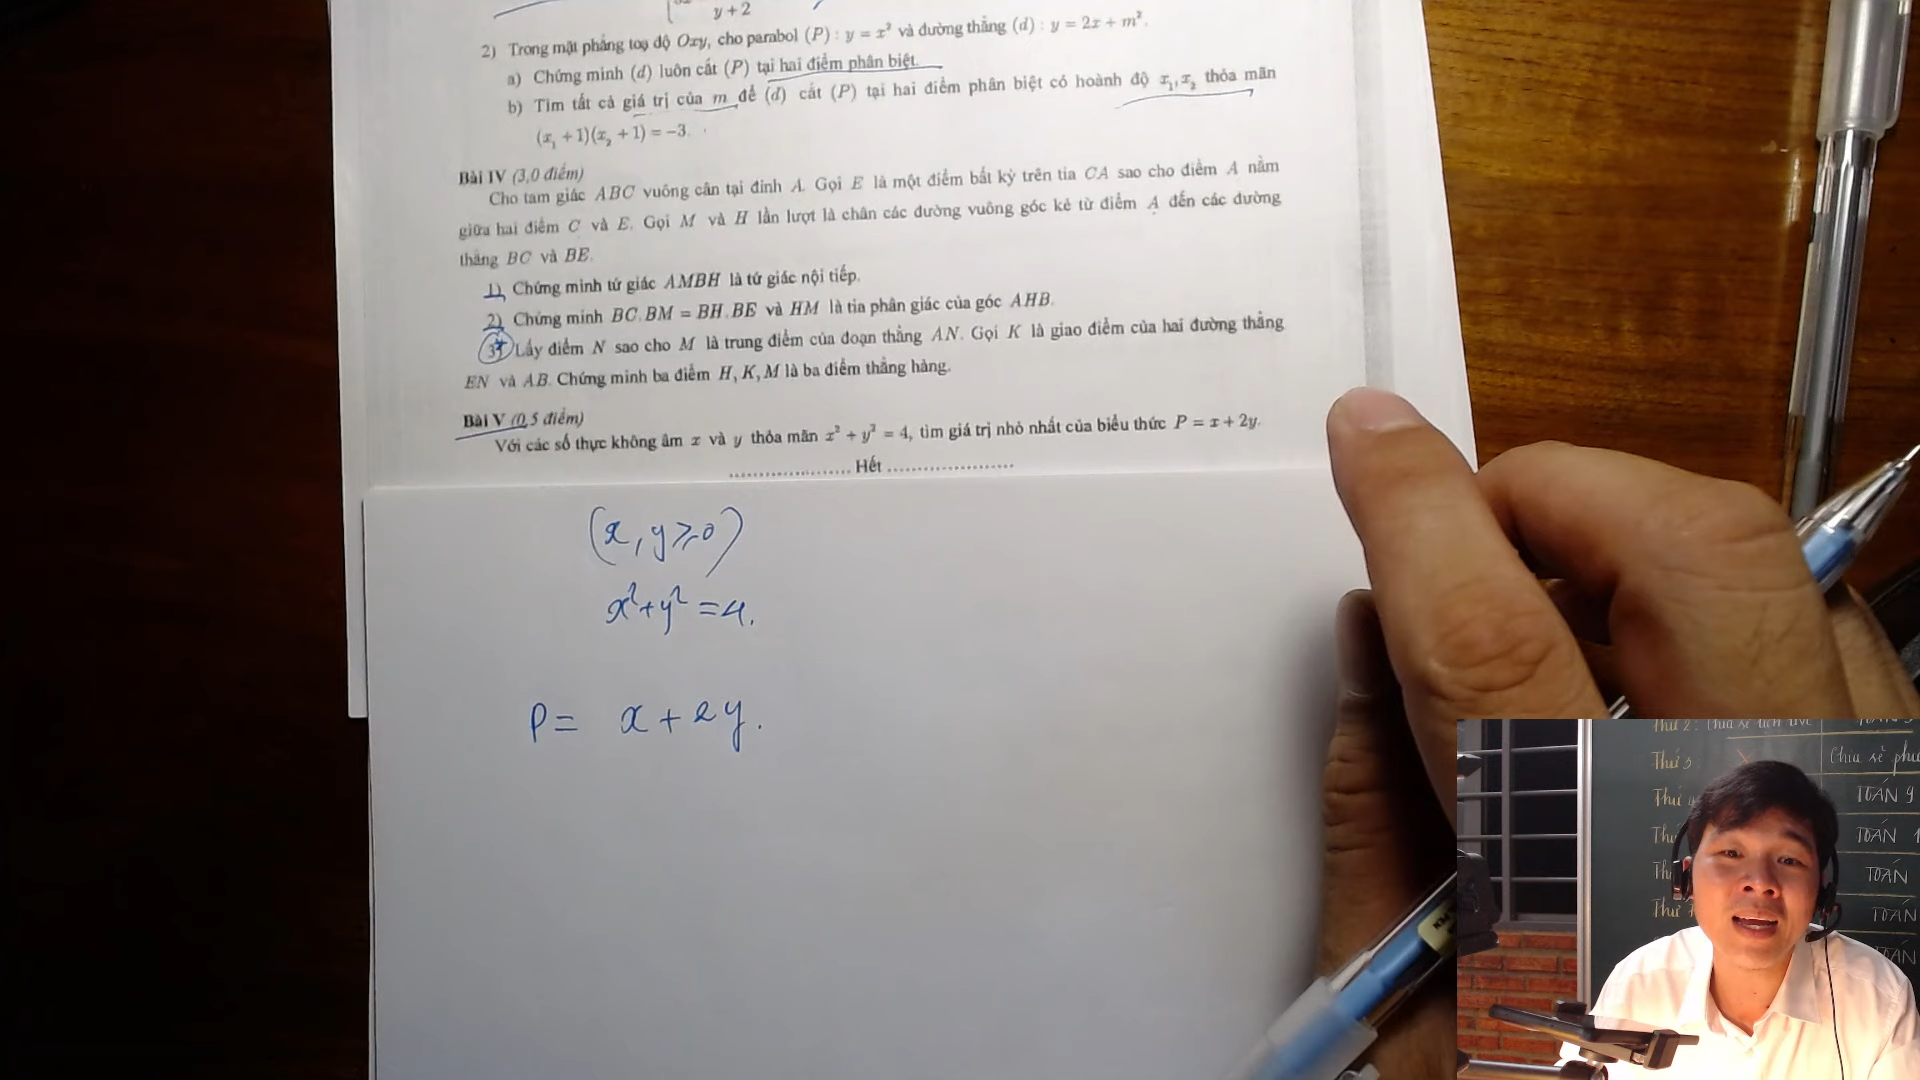 y + 2
2) Trong mặt phẳng toạ độ Oxy, cho parabol (P) : y = x² và đường thẳng (d) : y = 2x + m².
a) Chứng minh (d) luôn cắt (P) tại hai điểm phân biệt.
b) Tìm tất cả giá trị của m để (d) cắt (P) tại hai điểm phân biệt có hoành độ x₁, x₂ thỏa mãn
(x₁ + 1)(x₂ + 1) = −3.
Bài IV (3,0 điểm)
Cho tam giác ABC vuông cân tại đỉnh A. Gọi E là một điểm bất kỳ trên tia CA sao cho điểm A nằm
giữa hai điểm C và E. Gọi M và H lần lượt là chân các đường vuông góc kẻ từ điểm A đến các đường
thẳng BC và BE.
1) Chứng minh tứ giác AMBH là tứ giác nội tiếp.
2) Chứng minh BC.BM = BH.BE và HM là tia phân giác của góc AHB.
3) Lấy điểm N sao cho M là trung điểm của đoạn thẳng AN. Gọi K là giao điểm của hai đường thẳng
EN và AB. Chứng minh ba điểm H, K, M là ba điểm thẳng hàng.
Bài V (0,5 điểm)
Với các số thực không âm x và y thỏa mãn x² + y² = 4, tìm giá trị nhỏ nhất của biểu thức P = x + 2y.
..................... Hết .....................
(x, y ⩾ 0)
x² + y² = 4.
P = x + 2y.
Thứ 2: Chia sẻ
Thứ 3 Chia sẻ
Thứ TOÁN 9
TOÁN 1
TOÁN
Thứ 7 TOÁN